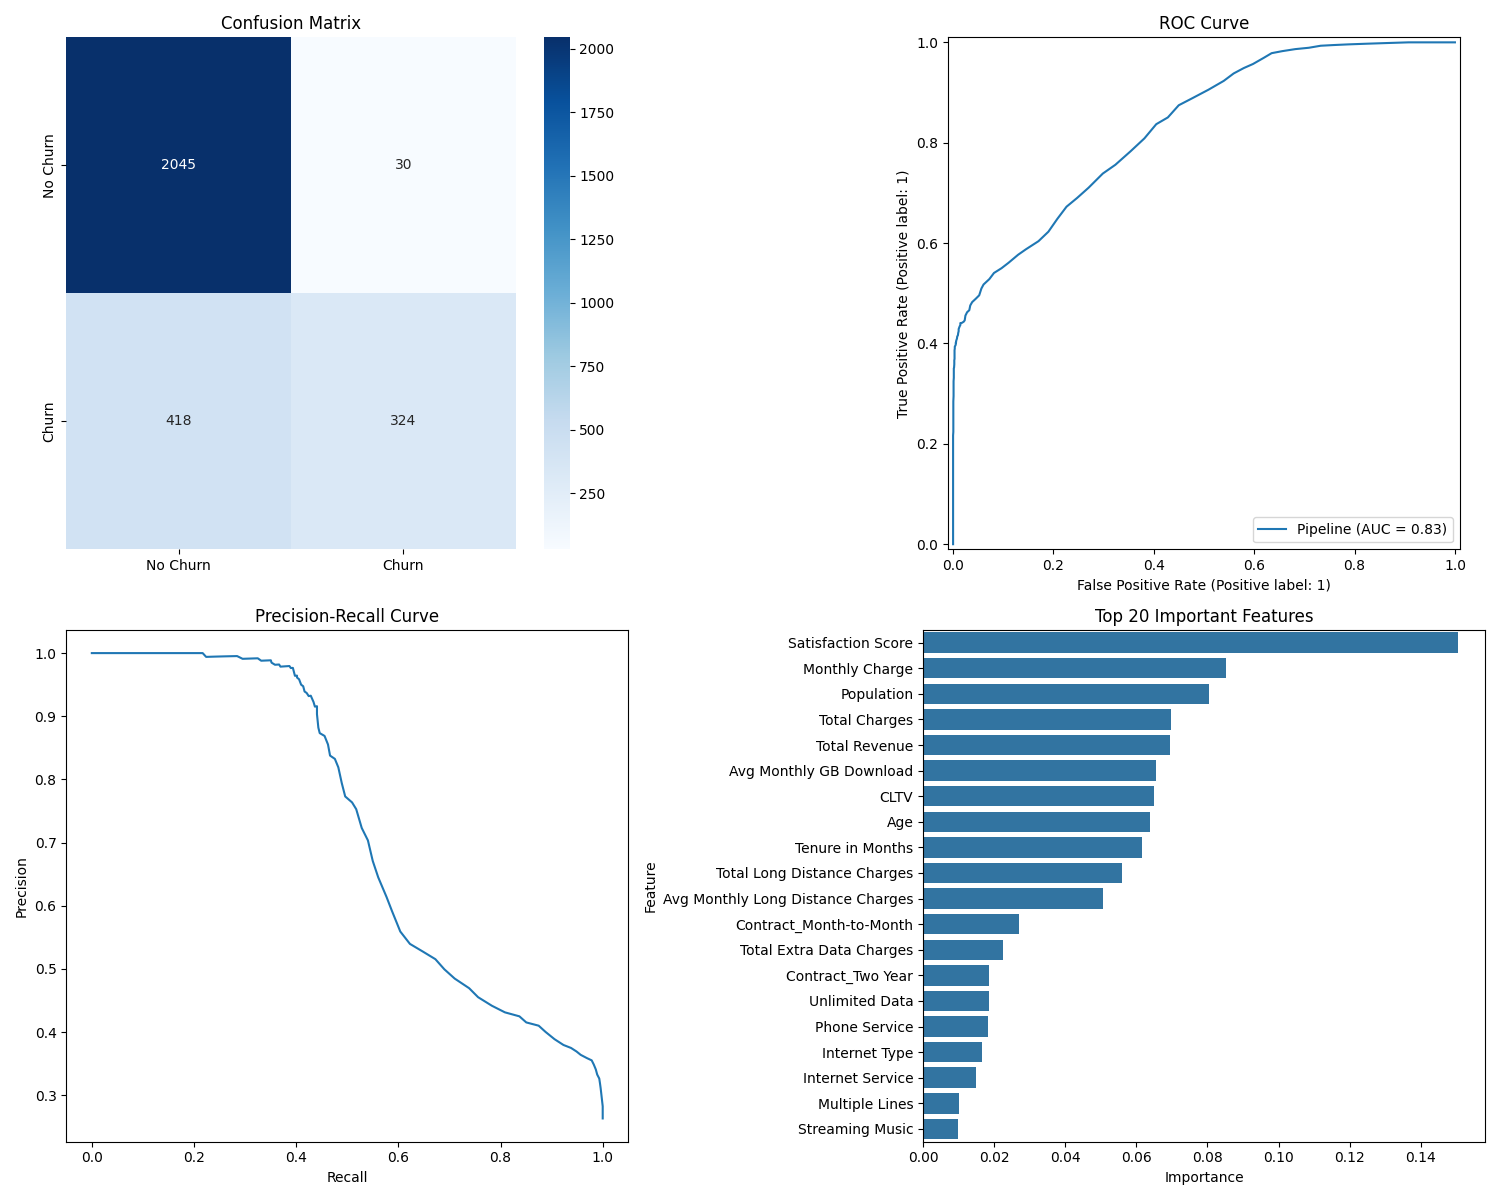 Confusion Matrix
No Churn
Churn
2045
30
418
324
No Churn
Churn
2000
1750
1500
1250
1000
750
500
250
ROC Curve
True Positive Rate (Positive label: 1)
1.0
0.8
0.6
0.4
0.2
0.0
Pipeline (AUC = 0.83)
0.0
0.2
0.4
0.6
0.8
1.0
False Positive Rate (Positive label: 1)
Precision-Recall Curve
Precision
1.0
0.9
0.8
0.7
0.6
0.5
0.4
0.3
0.0
0.2
0.4
0.6
0.8
1.0
Recall
Top 20 Important Features
Feature
Satisfaction Score
Monthly Charge
Population
Total Charges
Total Revenue
Avg Monthly GB Download
CLTV
Age
Tenure in Months
Total Long Distance Charges
Avg Monthly Long Distance Charges
Contract_Month-to-Month
Total Extra Data Charges
Contract_Two Year
Unlimited Data
Phone Service
Internet Type
Internet Service
Multiple Lines
Streaming Music
0.00
0.02
0.04
0.06
0.08
0.10
0.12
0.14
Importance